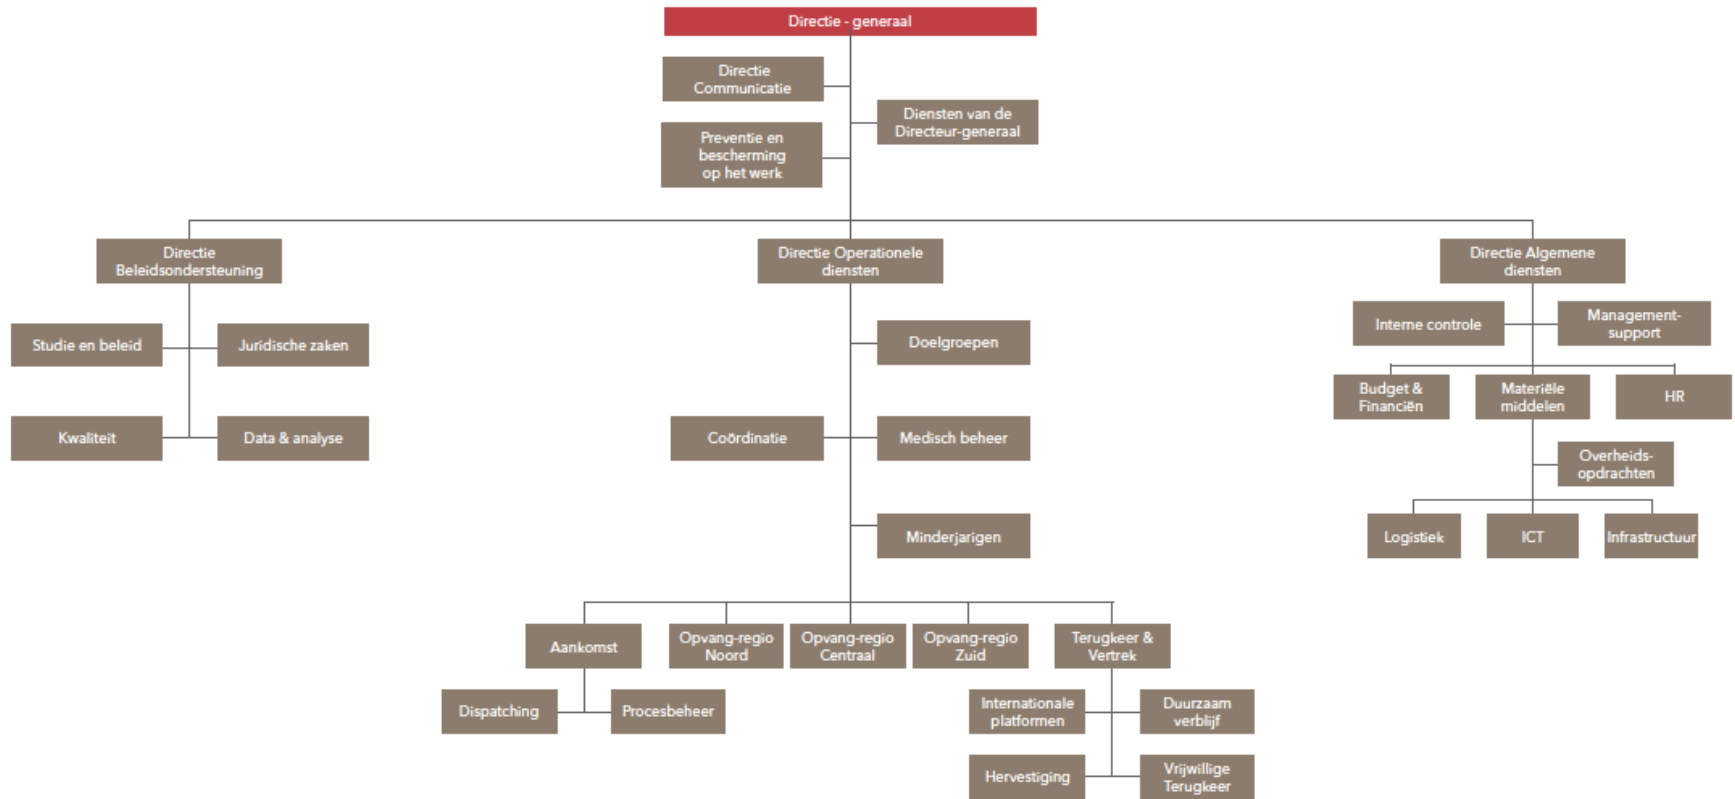 Directie - generaal
Directie
Communicatie
Diensten van de
Directeur-generaal
Preventie en
bescherming
op het werk
Directie
Beleidsondersteuning
Directie Operationele
diensten
Directie Algemene
diensten
Studie en beleid
Juridische zaken
Kwaliteit
Data & analyse
Doelgroepen
Coördinatie
Medisch beheer
Minderjarigen
Interne controle
Management-
support
Budget &
Financiën
Materiële
middelen
HR
Overheids-
opdrachten
Logistiek
ICT
Infrastructuur
Aankomst
Opvang-regio
Noord
Opvang-regio
Centraal
Opvang-regio
Zuid
Terugkeer &
Vertrek
Dispatching
Procesbeheer
Internationale
platformen
Duurzaam
verblijf
Hervestiging
Vrijwillige
Terugkeer